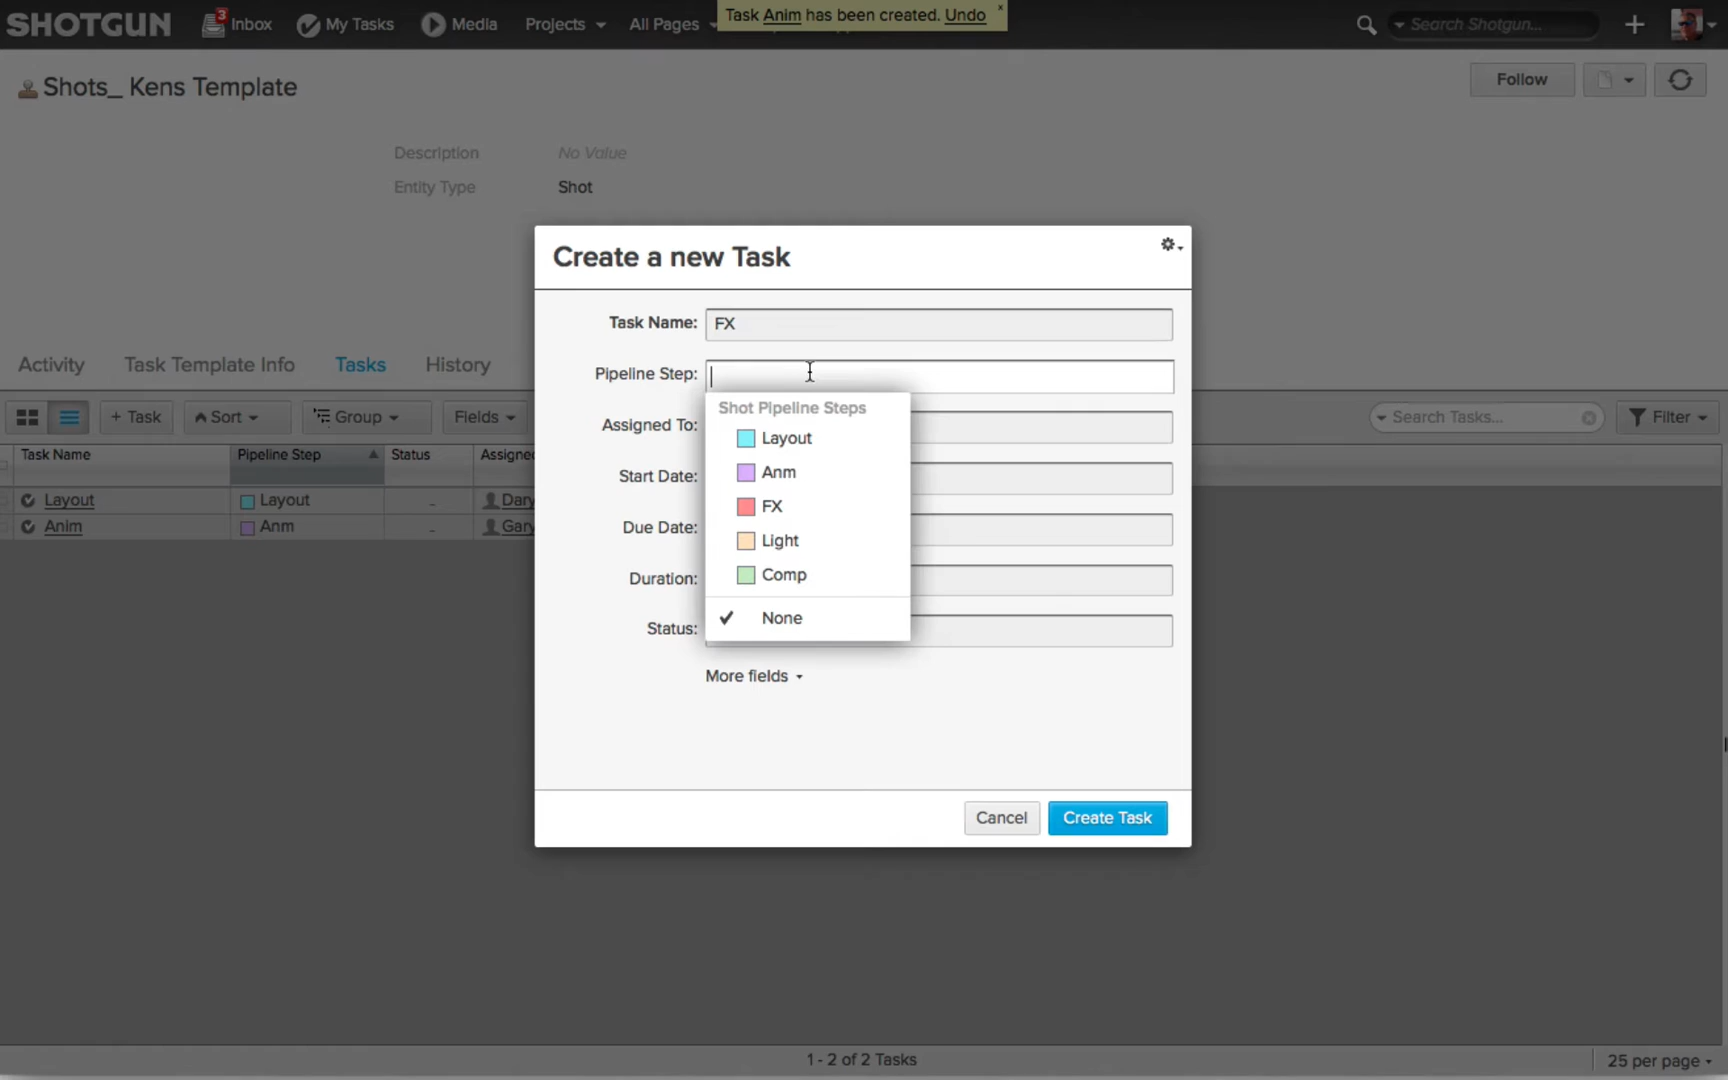 SHOTGUN
3
Inbox
My Tasks
Media
Projects
All Pages
Task Anim has been created. Undo
×
Search Shotgun...
Shots_ Kens Template
Follow
Description
No Value
Entity Type
Shot
Create a new Task
Task Name:
FX
Pipeline Step:
Shot Pipeline Steps
Layout
Anm
FX
Light
Comp
None
Assigned To:
Start Date:
Due Date:
Duration:
Status:
More fields
Cancel
Create Task
Activity
Task Template Info
Tasks
History
+ Task
Sort
Group
Fields
Search Tasks...
Filter
Task Name
Pipeline Step
Status
Assigne
Layout
Layout
-
Dary
Anim
Anm
-
Gary
1 - 2 of 2 Tasks
25 per page